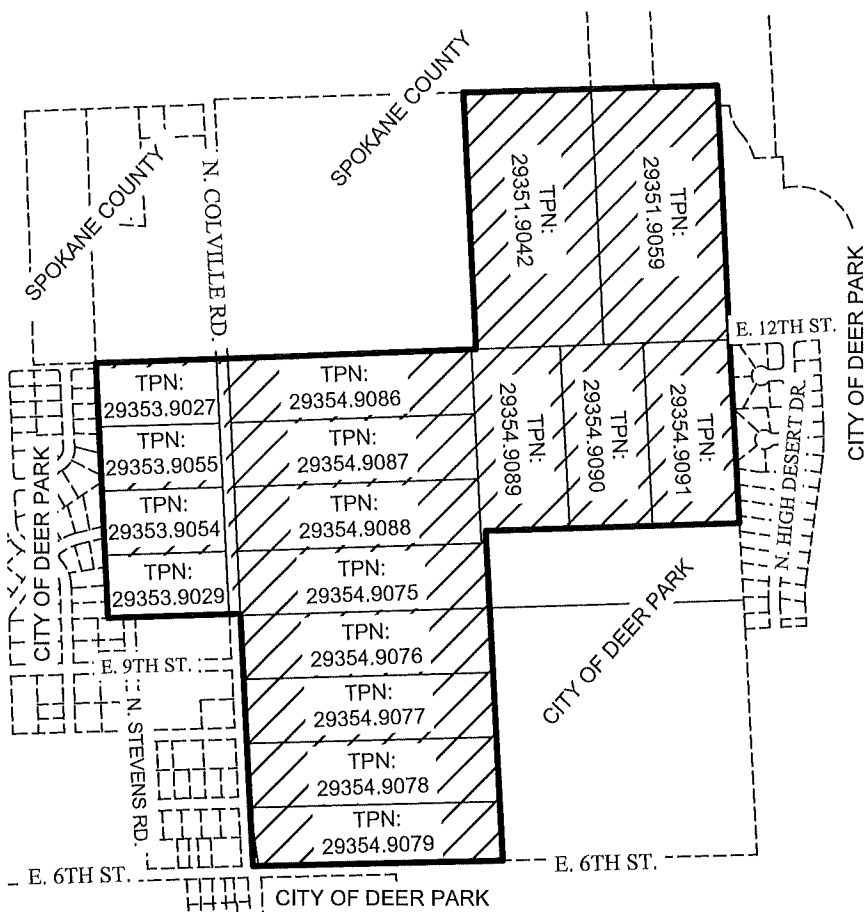 SPOKANE COUNTY
SPOKANE COUNTY
N. COLVILLE RD.
TPN:
29351.9042
TPN:
29351.9059
CITY OF DEER PARK
E. 12TH ST.
N. HIGH DESERT DR.
TPN:
29353.9027
TPN:
29353.9055
TPN:
29353.9054
TPN:
29353.9029
TPN:
29354.9086
TPN:
29354.9087
TPN:
29354.9088
TPN:
29354.9075
TPN:
29354.9076
TPN:
29354.9077
TPN:
29354.9078
TPN:
29354.9079
TPN:
29354.9089
TPN:
29354.9090
TPN:
29354.9091
CITY OF DEER PARK
CITY OF DEER PARK
E. 9TH ST.
N. STEVENS RD.
E. 6TH ST.
E. 6TH ST.
CITY OF DEER PARK